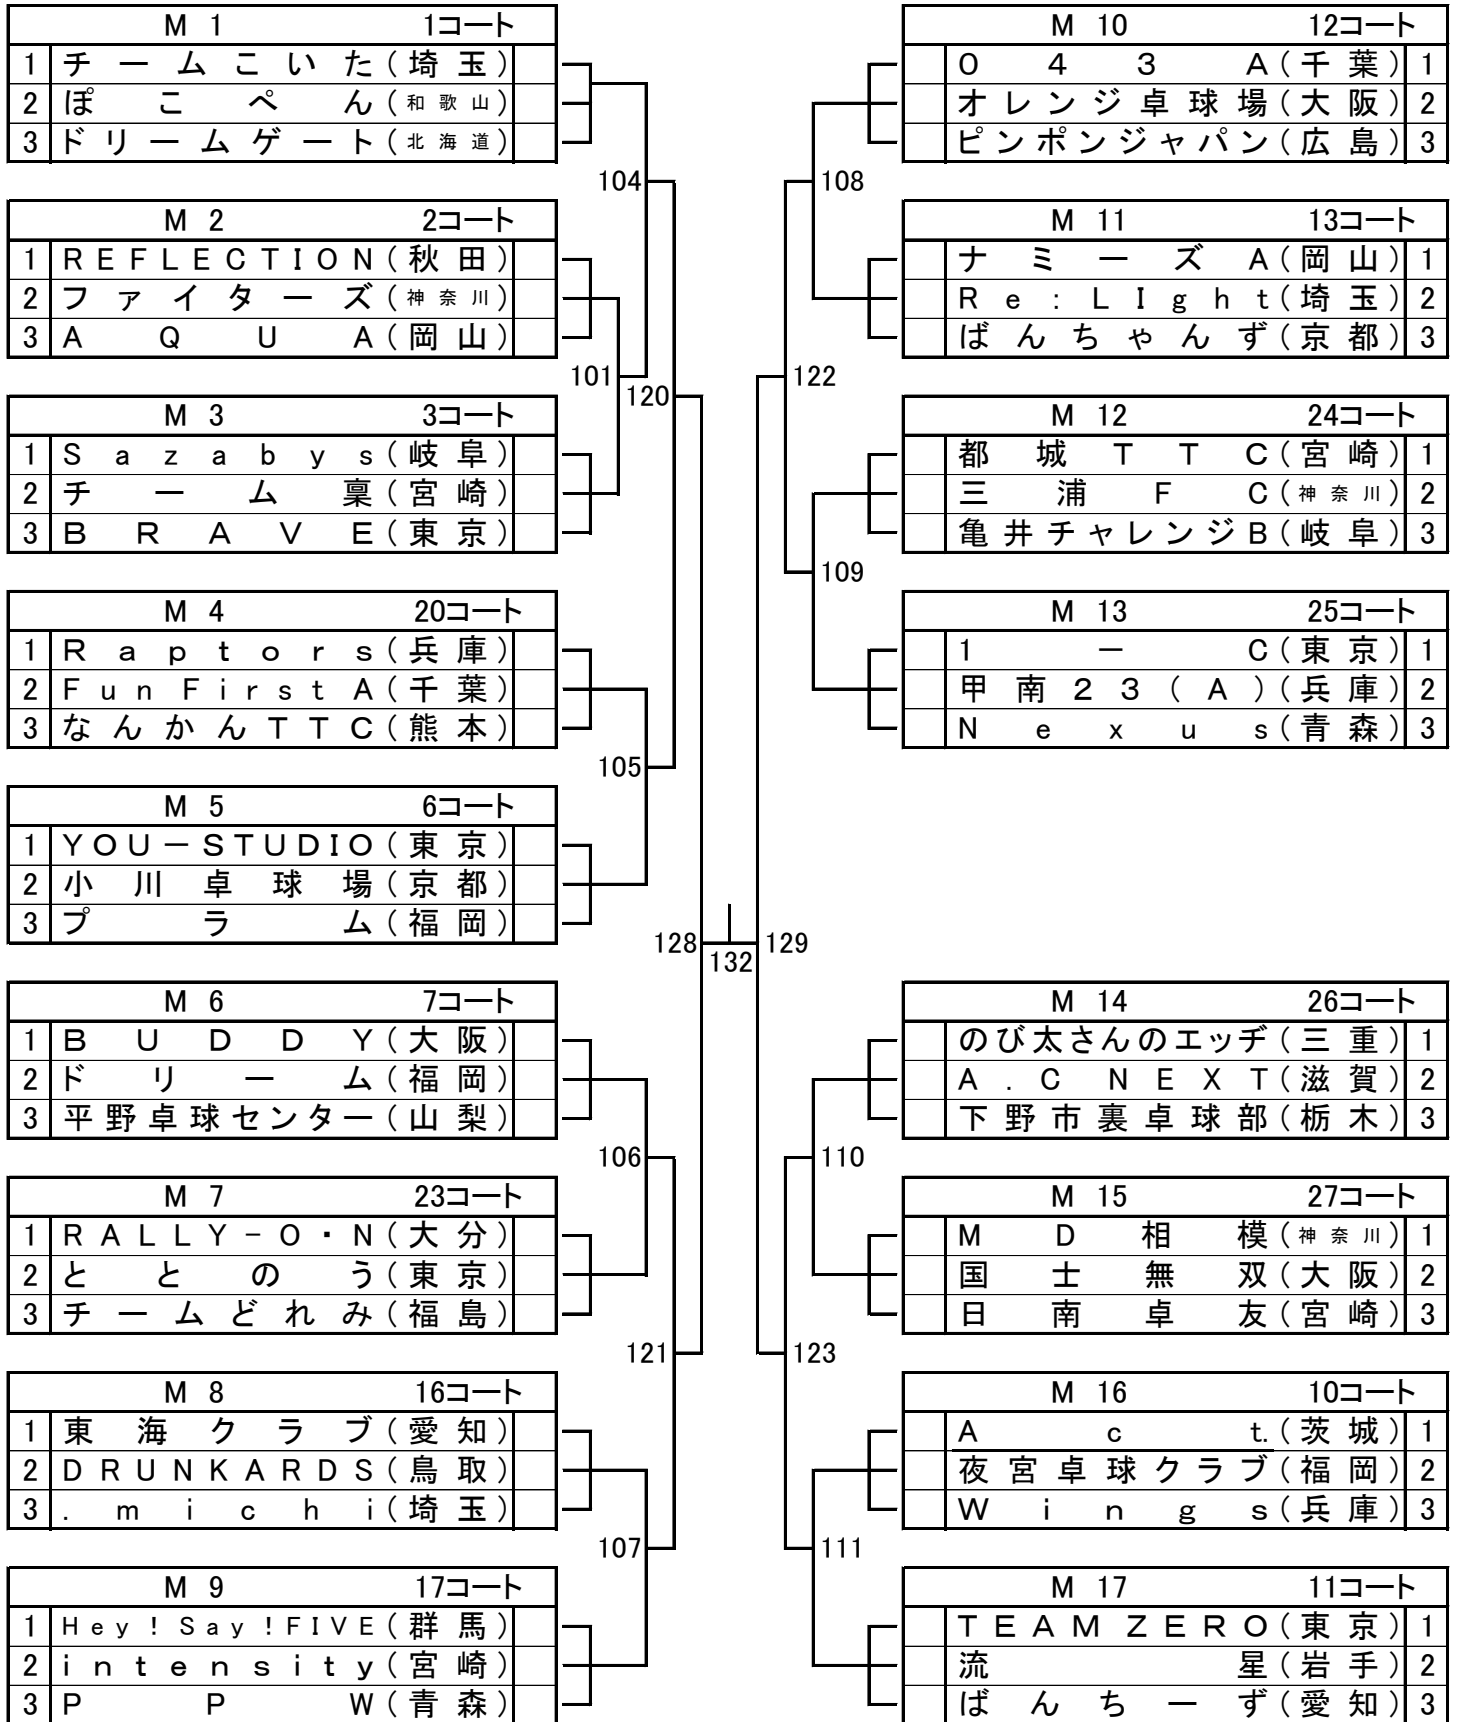 M 1 1コート
1 チームこいた(埼玉)
2 ぽこぺん(和歌山)
3 ドリームゲート(北海道)
104
M 2 2コート
1 REFLECTION(秋田)
2 ファイターズ(神奈川)
3 AQUA(岡山)
101
120
M 3 3コート
1 Sazabys(岐阜)
2 チーム稟(宮崎)
3 BRAVE(東京)
M 4 20コート
1 Raptors(兵庫)
2 Fun First A(千葉)
3 なんかんTTC(熊本)
105
M 5 6コート
1 YOU-STUDIO(東京)
2 小川卓球場(京都)
3 プラム(福岡)
128
132
129
M 6 7コート
1 BUDDY(大阪)
2 ドリーム(福岡)
3 平野卓球センター(山梨)
106
M 7 23コート
1 RALLY-O・N(大分)
2 ととのう(東京)
3 チームどれみ(福島)
121
M 8 16コート
1 東海クラブ(愛知)
2 DRUNKARDS(鳥取)
3 .michi(埼玉)
107
M 9 17コート
1 Hey!Say!FIVE(群馬)
2 intensity(宮崎)
3 PPW(青森)
M 10 12コート
043A(千葉) 1
オレンジ卓球場(大阪) 2
ピンポンジャパン(広島) 3
108
M 11 13コート
ナミーズA(岡山) 1
Re:LIght(埼玉) 2
ばんちゃんず(京都) 3
122
M 12 24コート
都城TTC(宮崎) 1
三浦FC(神奈川) 2
亀井チャレンジB(岐阜) 3
109
M 13 25コート
1-C(東京) 1
甲南23(A)(兵庫) 2
Nexus(青森) 3
M 14 26コート
のび太さんのエッヂ(三重) 1
A.C NEXT(滋賀) 2
下野市裏卓球部(栃木) 3
110
M 15 27コート
MD相模(神奈川) 1
国士無双(大阪) 2
日南卓友(宮崎) 3
123
M 16 10コート
Act.(茨城) 1
夜宮卓球クラブ(福岡) 2
Wings(兵庫) 3
111
M 17 11コート
TEAM ZERO(東京) 1
流星(岩手) 2
ばんちーず(愛知) 3